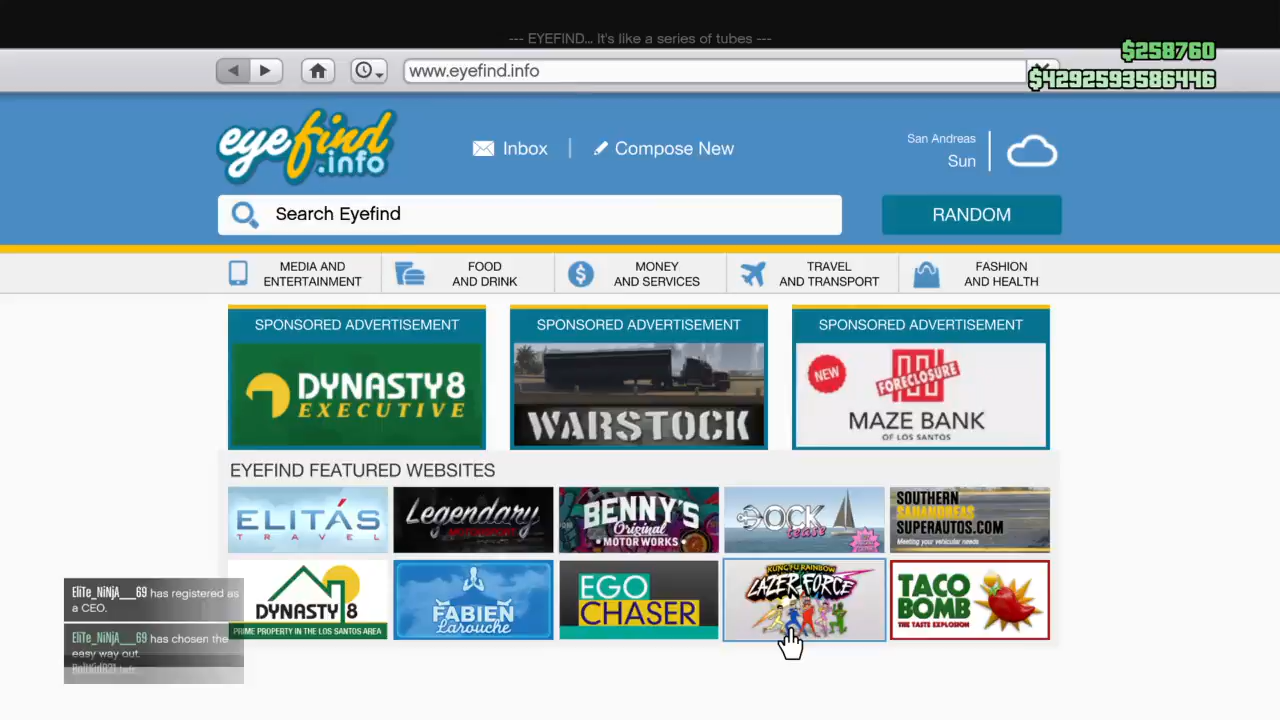 --- EYEFIND... It's like a series of tubes ---
$258760
www.eyefind.info
$4292593586446
eyefind
.info
Inbox
Compose New
San Andreas
Sun
Search Eyefind
RANDOM
MEDIA AND
ENTERTAINMENT
FOOD
AND DRINK
MONEY
AND SERVICES
TRAVEL
AND TRANSPORT
FASHION
AND HEALTH
SPONSORED ADVERTISEMENT
SPONSORED ADVERTISEMENT
SPONSORED ADVERTISEMENT
DYNASTY 8
EXECUTIVE
WARSTOCK
NEW
FORECLOSURE
MAZE BANK
OF LOS SANTOS
EYEFIND FEATURED WEBSITES
ELITÁS
TRAVEL
Legendary
BENNY'S
Original
MOTOR WORKS
DOCK
tease
SOUTHERN
SANANDREAS
SUPERAUTOS.COM
Meeting your vehicular needs
DYNASTY 8
PRIME PROPERTY IN THE LOS SANTOS AREA
FABIEN
Larouche
EGO
CHASER
KUNG FU RAINBOW
LAZER FORCE
TACO
BOMB
THE TASTE EXPLOSION
EliTe_NiNjA___69 has registered as
a CEO.
EliTe_NiNjA___69 has chosen the
easy way out.